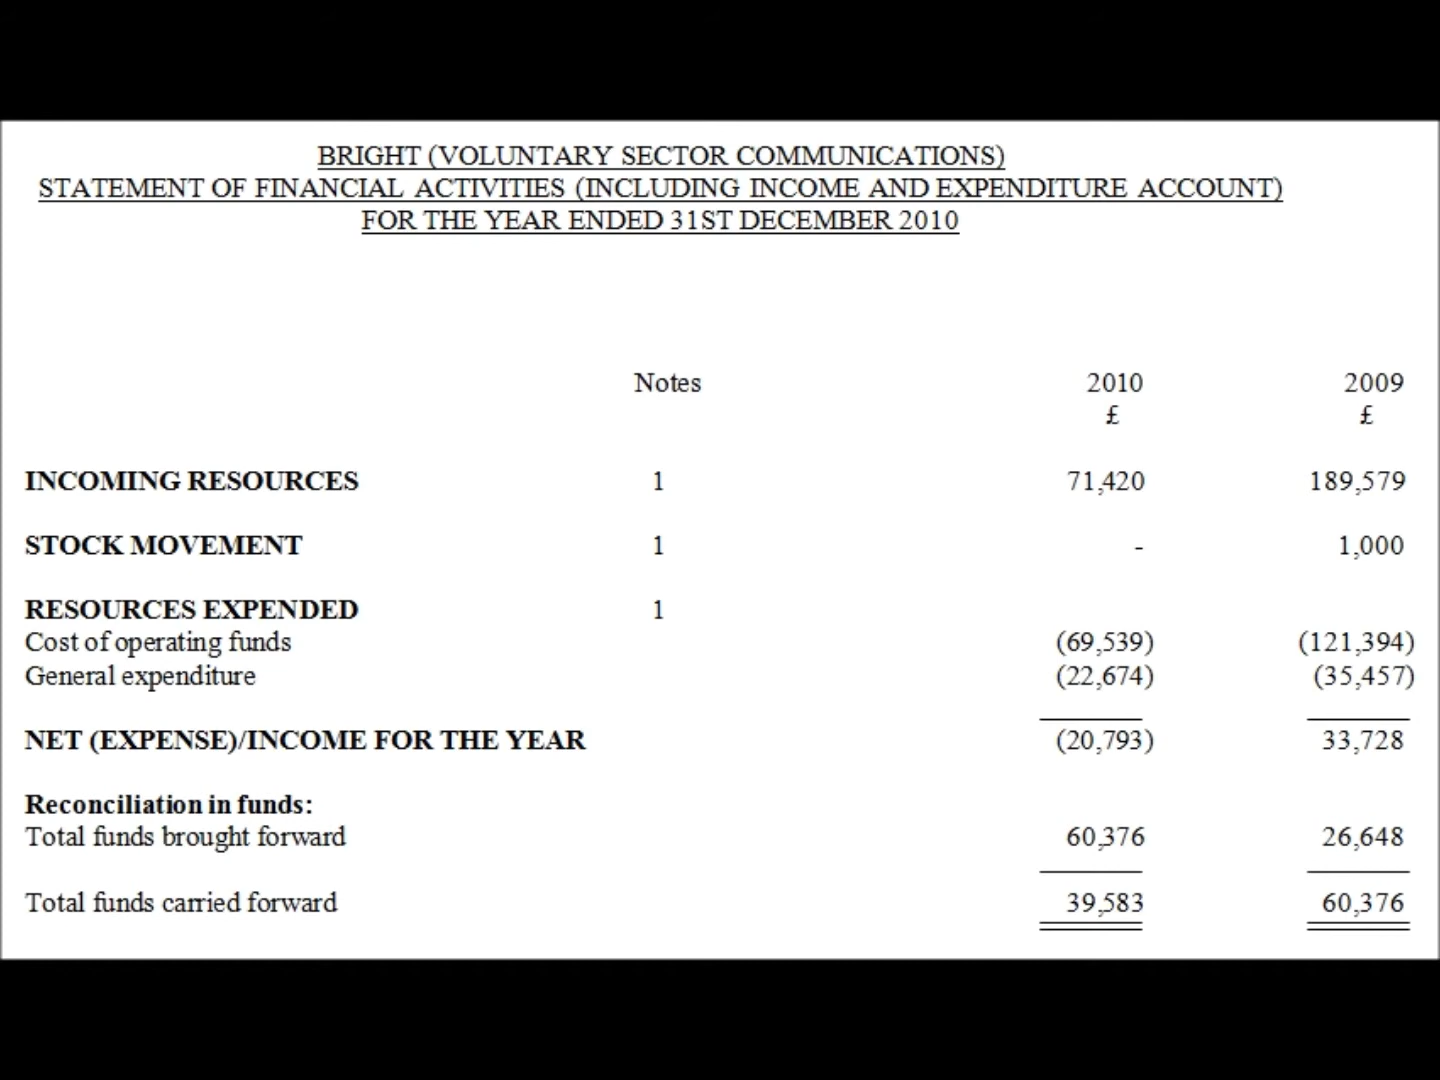 BRIGHT (VOLUNTARY SECTOR COMMUNICATIONS)
STATEMENT OF FINANCIAL ACTIVITIES (INCLUDING INCOME AND EXPENDITURE ACCOUNT)
FOR THE YEAR ENDED 31ST DECEMBER 2010
Notes 2010 2009
£ £
INCOMING RESOURCES 1 71,420 189,579
STOCK MOVEMENT 1 - 1,000
RESOURCES EXPENDED 1
Cost of operating funds (69,539) (121,394)
General expenditure (22,674) (35,457)
NET (EXPENSE)/INCOME FOR THE YEAR (20,793) 33,728
Reconciliation in funds:
Total funds brought forward 60,376 26,648
Total funds carried forward 39,583 60,376